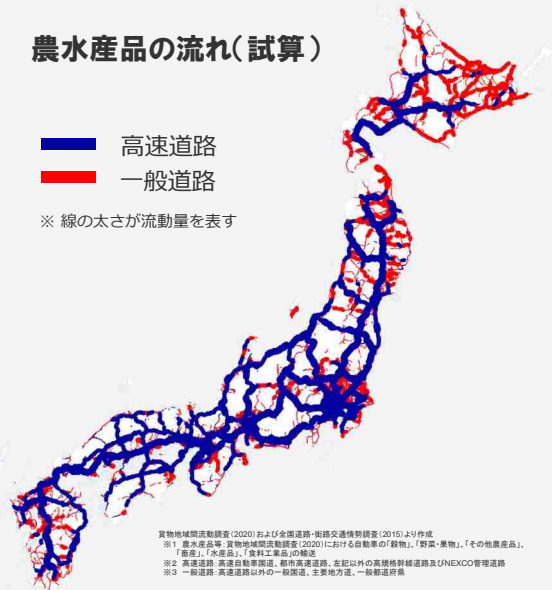 農水産品の流れ(試算)
高速道路
一般道路
※ 線の太さが流動量を表す
貨物地域間流動調査(2020)および全国道路・街路交通情勢調査(2015)より作成
※1 農水産品等:貨物地域間流動調査(2020)における自動車の「穀物」、「野菜・果物」、「その他農産品」、
「畜産」、「水産品」、「食料工業品」の輸送
※2 高速道路:高速自動車国道、都市高速道路、左記以外の高規格幹線道路及びNEXCO管理道路
※3 一般道路:高速道路以外の一般国道、主要地方道、一般都道府県